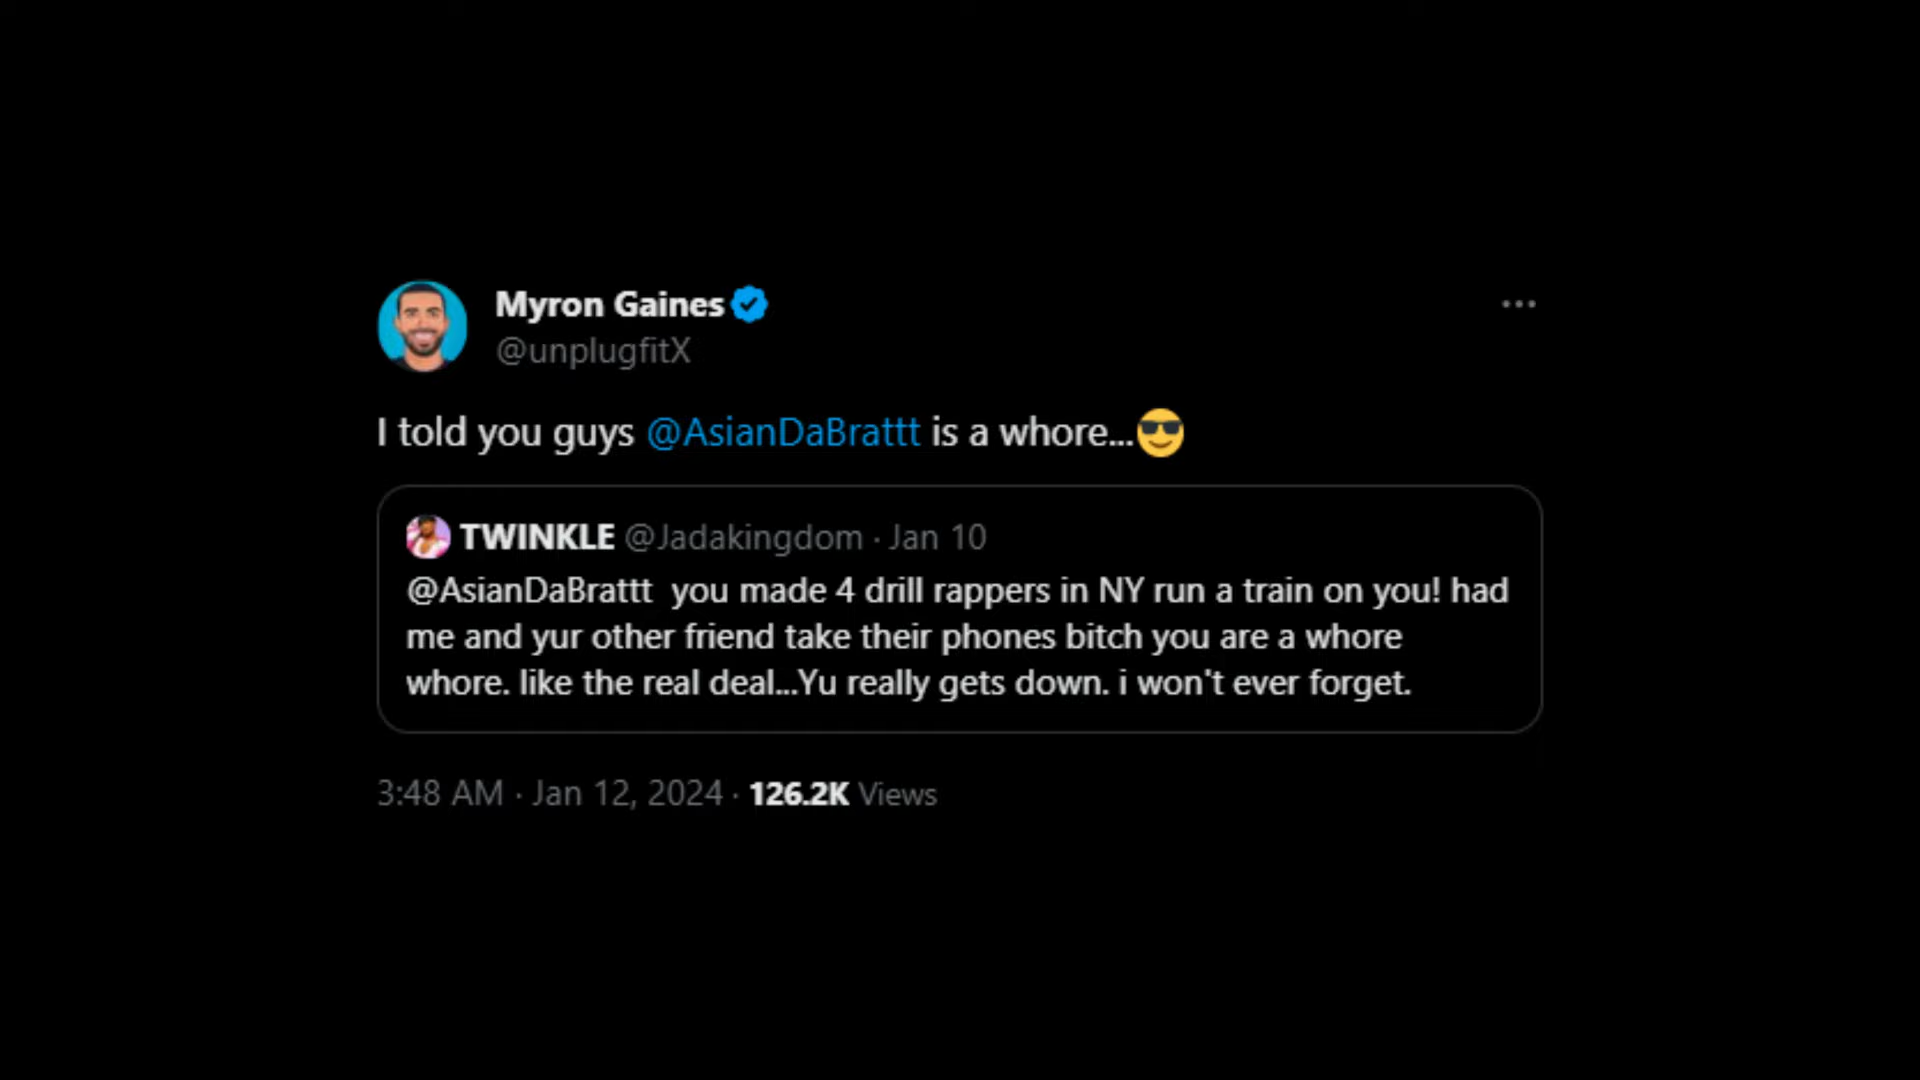 Myron Gaines
@unplugfitX
I told you guys @AsianDaBrattt is a whore...😎
TWINKLE @Jadakingdom · Jan 10
@AsianDaBrattt  you made 4 drill rappers in NY run a train on you! had
me and yur other friend take their phones bitch you are a whore
whore. like the real deal...Yu really gets down. i won't ever forget.
3:48 AM · Jan 12, 2024 · 126.2K Views